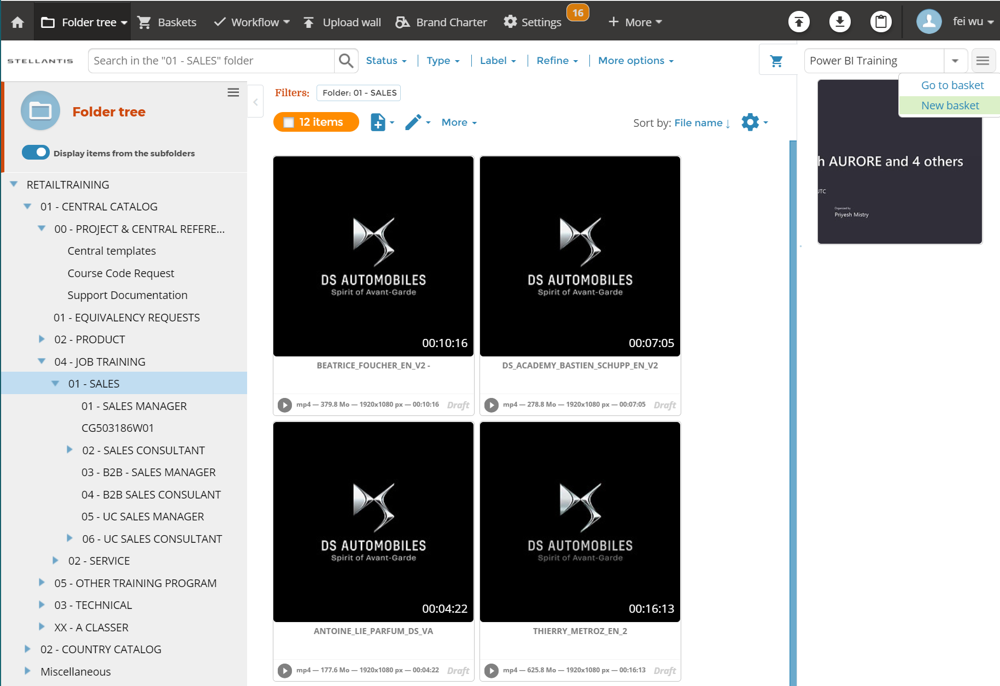 Folder tree
Baskets
Workflow
Upload wall
Brand Charter
Settings
16
More
fei wu
STELLANTIS
Search in the "01 - SALES" folder
Status
Type
Label
Refine
More options
Power BI Training
Go to basket
New basket
Folder tree
Display items from the subfolders
Filters:
Folder: 01 - SALES
12 items
More
Sort by: File name ↓
RETAILTRAINING
01 - CENTRAL CATALOG
00 - PROJECT & CENTRAL REFERE...
Central templates
Course Code Request
Support Documentation
01 - EQUIVALENCY REQUESTS
02 - PRODUCT
04 - JOB TRAINING
01 - SALES
01 - SALES MANAGER
CG503186W01
02 - SALES CONSULTANT
03 - B2B - SALES MANAGER
04 - B2B SALES CONSULANT
05 - UC SALES MANAGER
06 - UC SALES CONSULTANT
02 - SERVICE
05 - OTHER TRAINING PROGRAM
03 - TECHNICAL
XX - A CLASSER
02 - COUNTRY CATALOG
Miscellaneous
DS AUTOMOBILES
Spirit of Avant-Garde
00:10:16
BEATRICE_FOUCHER_EN_V2 -
mp4 — 379.8 Mo — 1920x1080 px — 00:10:16
Draft
DS AUTOMOBILES
Spirit of Avant-Garde
00:07:05
DS_ACADEMY_BASTIEN_SCHUPP_EN_V2
mp4 — 278.8 Mo — 1920x1080 px — 00:07:05
Draft
DS AUTOMOBILES
Spirit of Avant-Garde
00:04:22
ANTOINE_LIE_PARFUM_DS_VA
mp4 — 177.6 Mo — 1920x1080 px — 00:04:22
Draft
DS AUTOMOBILES
Spirit of Avant-Garde
00:16:13
THIERRY_METROZ_EN_2
mp4 — 625.8 Mo — 1920x1080 px — 00:16:13
Draft
h AURORE and 4 others
UTC
Organized by
Priyesh Mistry